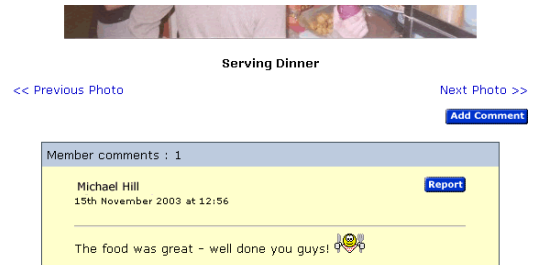 Serving Dinner
<< Previous Photo
Next Photo >>
Add Comment
Member comments : 1
Michael Hill
Report
15th November 2003 at 12:56
The food was great - well done you guys!